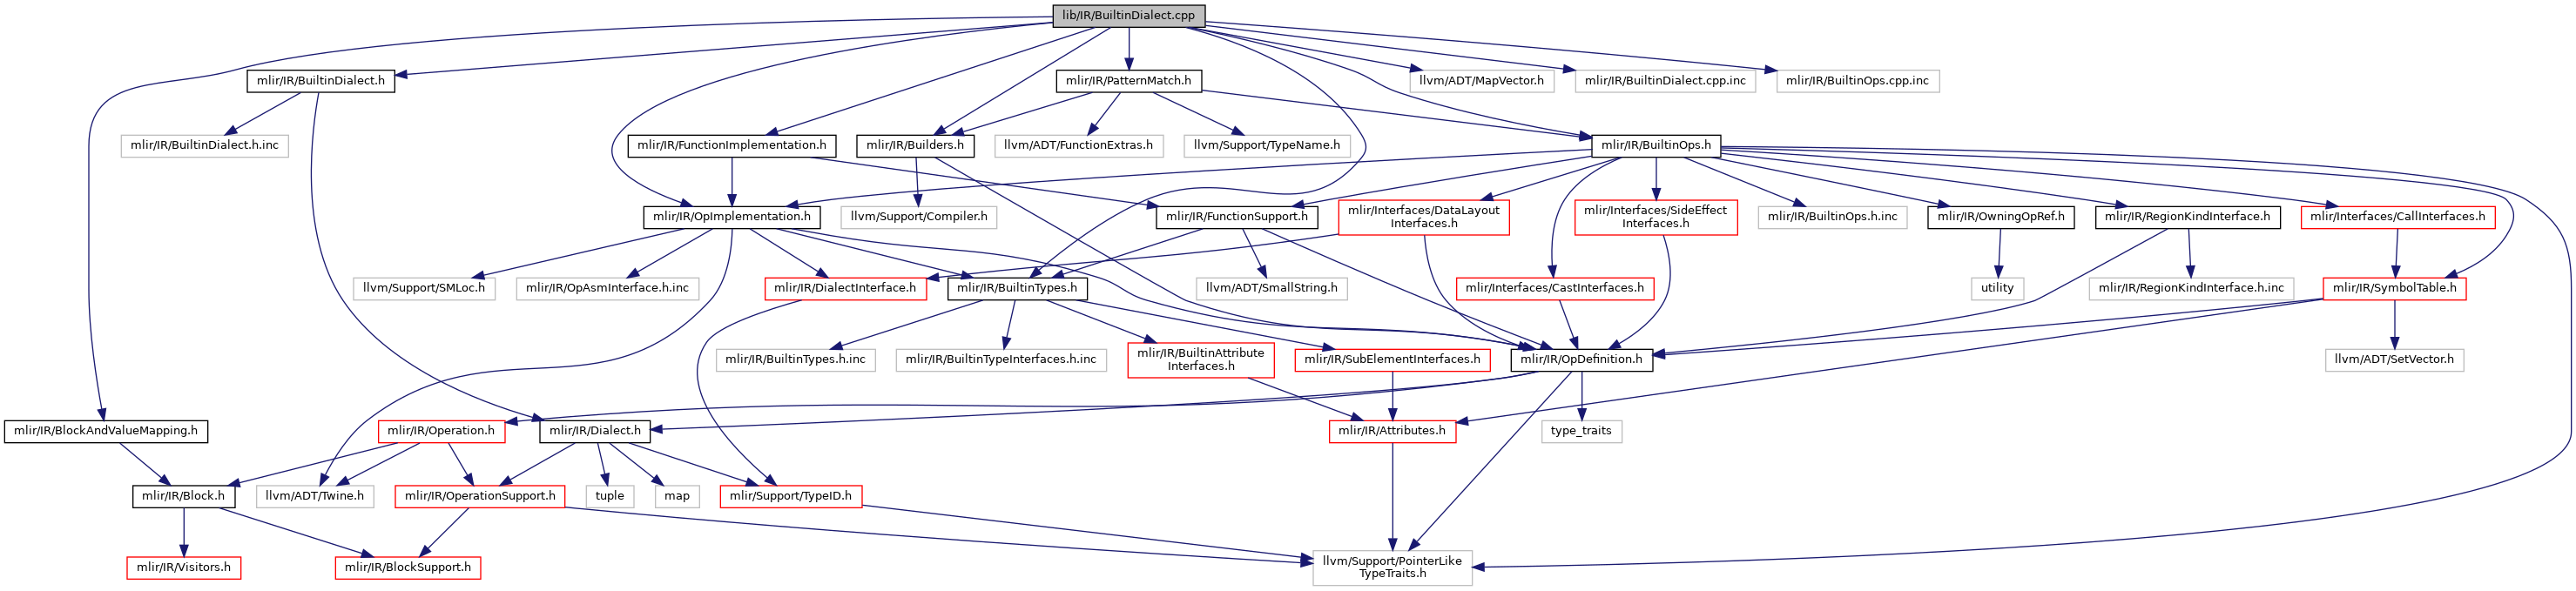 lib/IR/BuiltinDialect.cpp
mlir/IR/BuiltinDialect.h
mlir/IR/PatternMatch.h
llvm/ADT/MapVector.h
mlir/IR/BuiltinDialect.cpp.inc
mlir/IR/BuiltinOps.cpp.inc
mlir/IR/BuiltinDialect.h.inc
mlir/IR/FunctionImplementation.h
mlir/IR/Builders.h
llvm/ADT/FunctionExtras.h
llvm/Support/TypeName.h
mlir/IR/BuiltinOps.h
mlir/IR/OpImplementation.h
llvm/Support/Compiler.h
mlir/IR/FunctionSupport.h
mlir/Interfaces/DataLayout
Interfaces.h
mlir/Interfaces/SideEffect
Interfaces.h
mlir/IR/BuiltinOps.h.inc
mlir/IR/OwningOpRef.h
mlir/IR/RegionKindInterface.h
mlir/Interfaces/CallInterfaces.h
llvm/Support/SMLoc.h
mlir/IR/OpAsmInterface.h.inc
mlir/IR/DialectInterface.h
mlir/IR/BuiltinTypes.h
llvm/ADT/SmallString.h
mlir/Interfaces/CastInterfaces.h
utility
mlir/IR/RegionKindInterface.h.inc
mlir/IR/SymbolTable.h
mlir/IR/BuiltinTypes.h.inc
mlir/IR/BuiltinTypeInterfaces.h.inc
mlir/IR/BuiltinAttribute
Interfaces.h
mlir/IR/SubElementInterfaces.h
mlir/IR/OpDefinition.h
llvm/ADT/SetVector.h
mlir/IR/BlockAndValueMapping.h
mlir/IR/Operation.h
mlir/IR/Dialect.h
mlir/IR/Attributes.h
type_traits
mlir/IR/Block.h
llvm/ADT/Twine.h
mlir/IR/OperationSupport.h
tuple
map
mlir/Support/TypeID.h
mlir/IR/Visitors.h
mlir/IR/BlockSupport.h
llvm/Support/PointerLike
TypeTraits.h